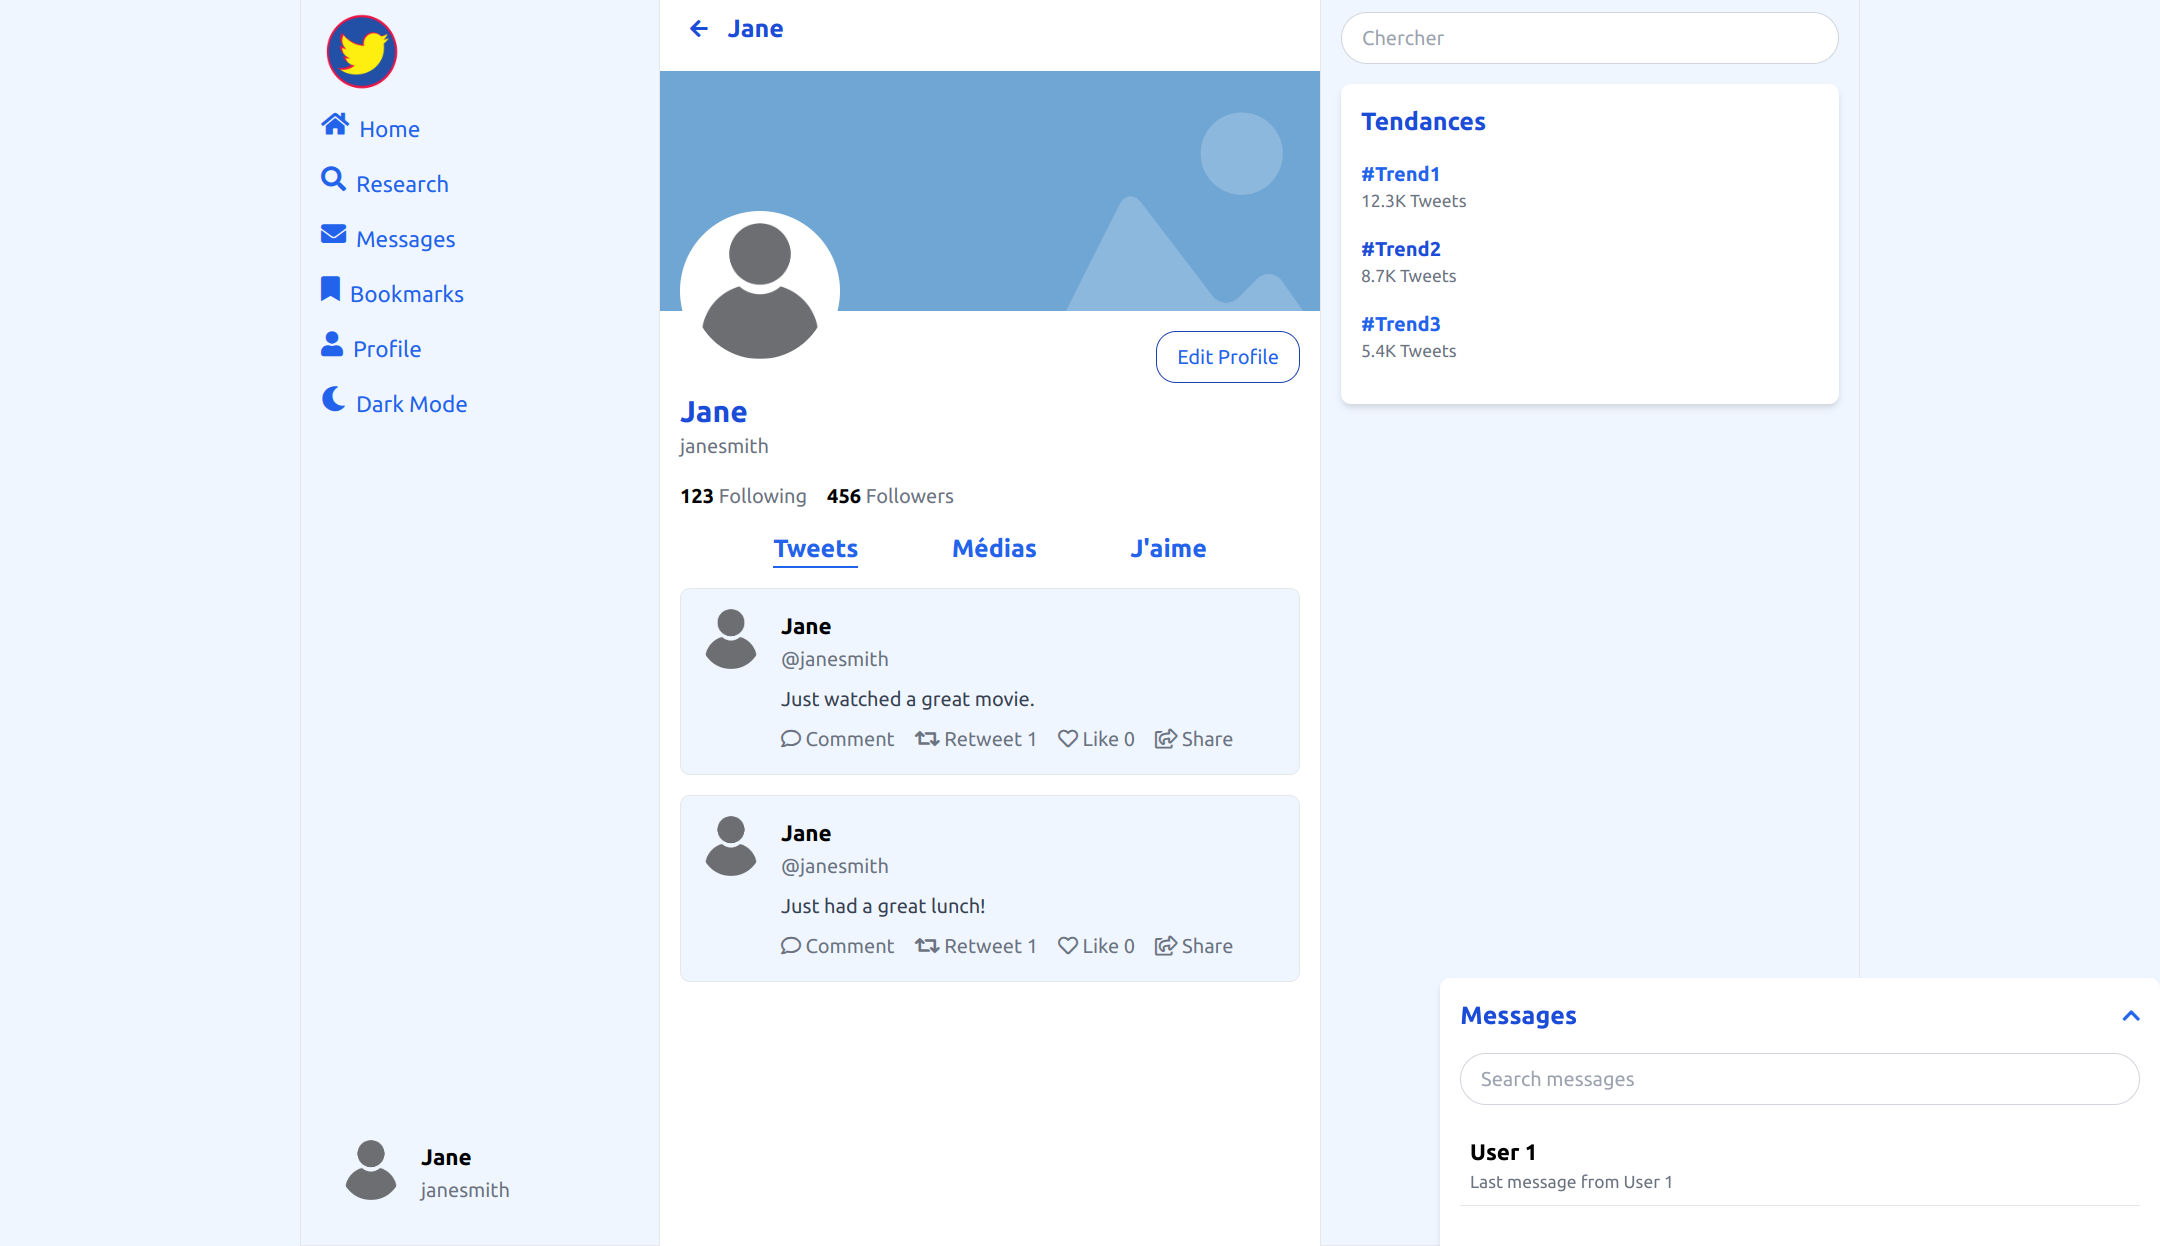 Home
Research
Messages
Bookmarks
Profile
Dark Mode
Jane
janesmith
Jane
Edit Profile
Jane
janesmith
123 Following 456 Followers
Tweets Médias J'aime
Jane
@janesmith
Just watched a great movie.
Comment Retweet 1 Like 0 Share
Jane
@janesmith
Just had a great lunch!
Comment Retweet 1 Like 0 Share
Chercher
Tendances
#Trend1
12.3K Tweets
#Trend2
8.7K Tweets
#Trend3
5.4K Tweets
Messages
Search messages
User 1
Last message from User 1